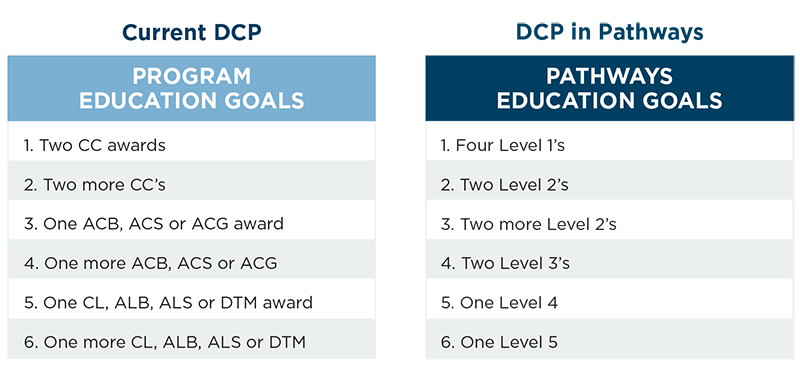 Current DCP
PROGRAM
EDUCATION GOALS
1. Two CC awards
2. Two more CC’s
3. One ACB, ACS or ACG award
4. One more ACB, ACS or ACG
5. One CL, ALB, ALS or DTM award
6. One more CL, ALB, ALS or DTM
DCP in Pathways
PATHWAYS
EDUCATION GOALS
1. Four Level 1’s
2. Two Level 2’s
3. Two more Level 2’s
4. Two Level 3’s
5. One Level 4
6. One Level 5